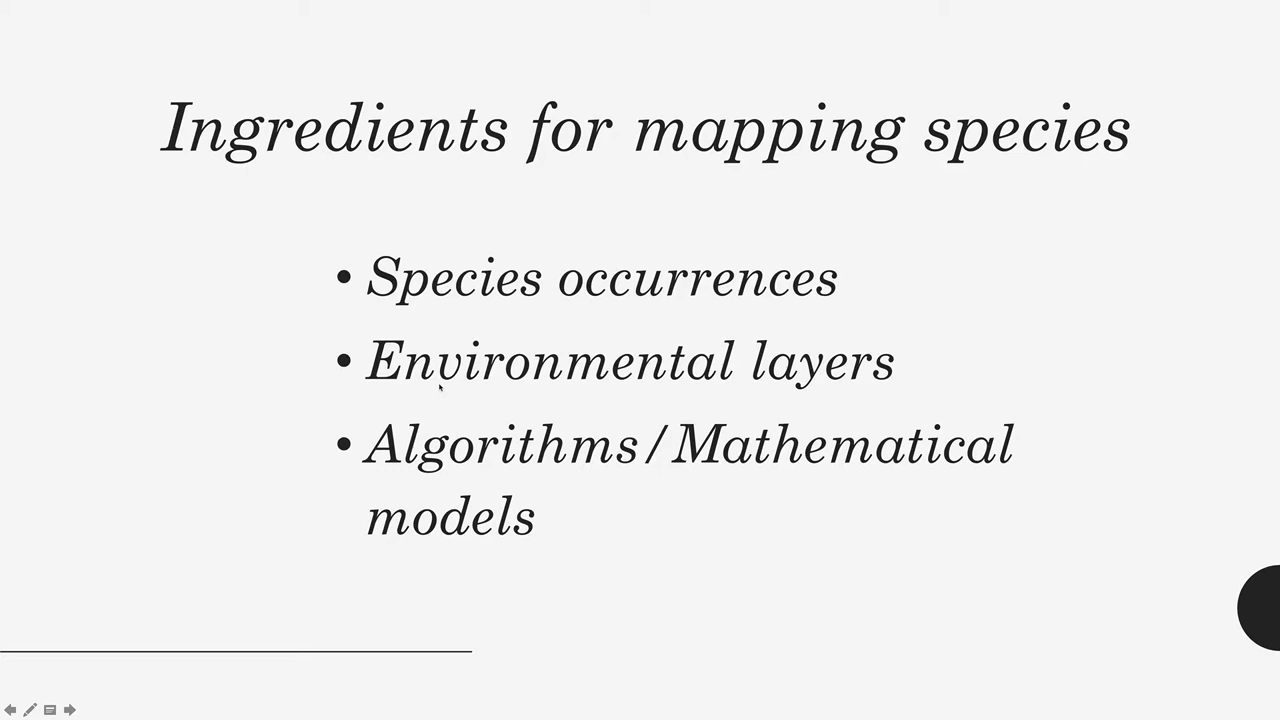 Ingredients for mapping species
• Species occurrences
• Environmental layers
• Algorithms/Mathematical
models